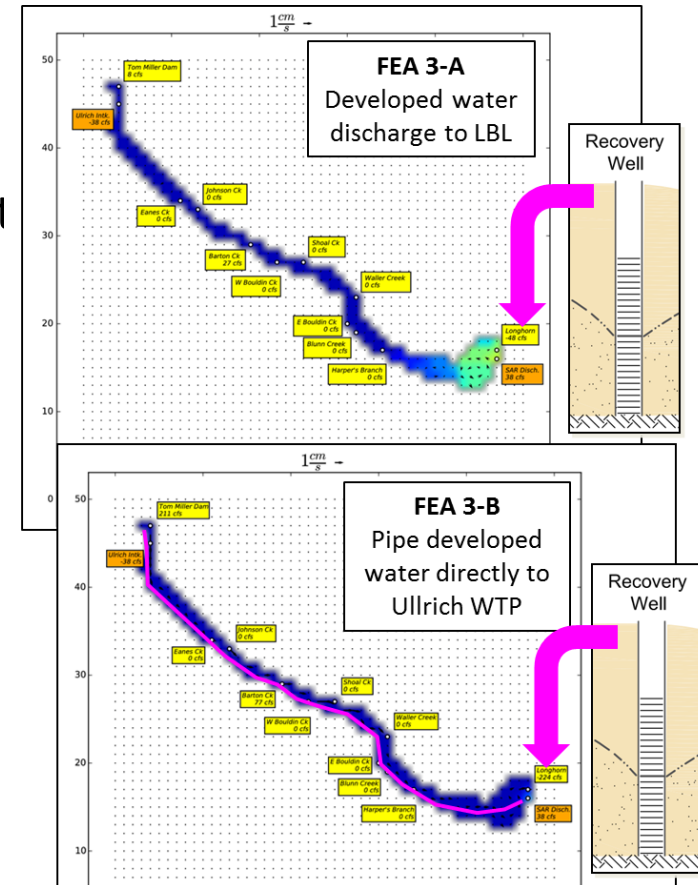 1 cm/s →
50
40
30
20
10
0
Tom Miller Dam
8 cfs
Ulrich Intk.
-38 cfs
Johnson Ck
0 cfs
Eanes Ck
0 cfs
Barton Ck
27 cfs
Shoal Ck
0 cfs
W Bouldin Ck
0 cfs
Waller Creek
0 cfs
E Bouldin Ck
0 cfs
Blunn Creek
0 cfs
Harper's Branch
0 cfs
Longhorn
-48 cfs
SAR Disch.
38 cfs
FEA 3-A
Developed water
discharge to LBL
Recovery
Well
1 cm/s →
50
40
30
20
10
Tom Miller Dam
211 cfs
Ulrich Intk.
-38 cfs
Johnson Ck
0 cfs
Eanes Ck
0 cfs
Barton Ck
77 cfs
Shoal Ck
0 cfs
W Bouldin Ck
0 cfs
Waller Creek
0 cfs
E Bouldin Ck
0 cfs
Blunn Creek
0 cfs
Harper's Branch
0 cfs
Longhorn
-224 cfs
SAR Disch.
38 cfs
FEA 3-B
Pipe developed
water directly to
Ullrich WTP
Recovery
Well